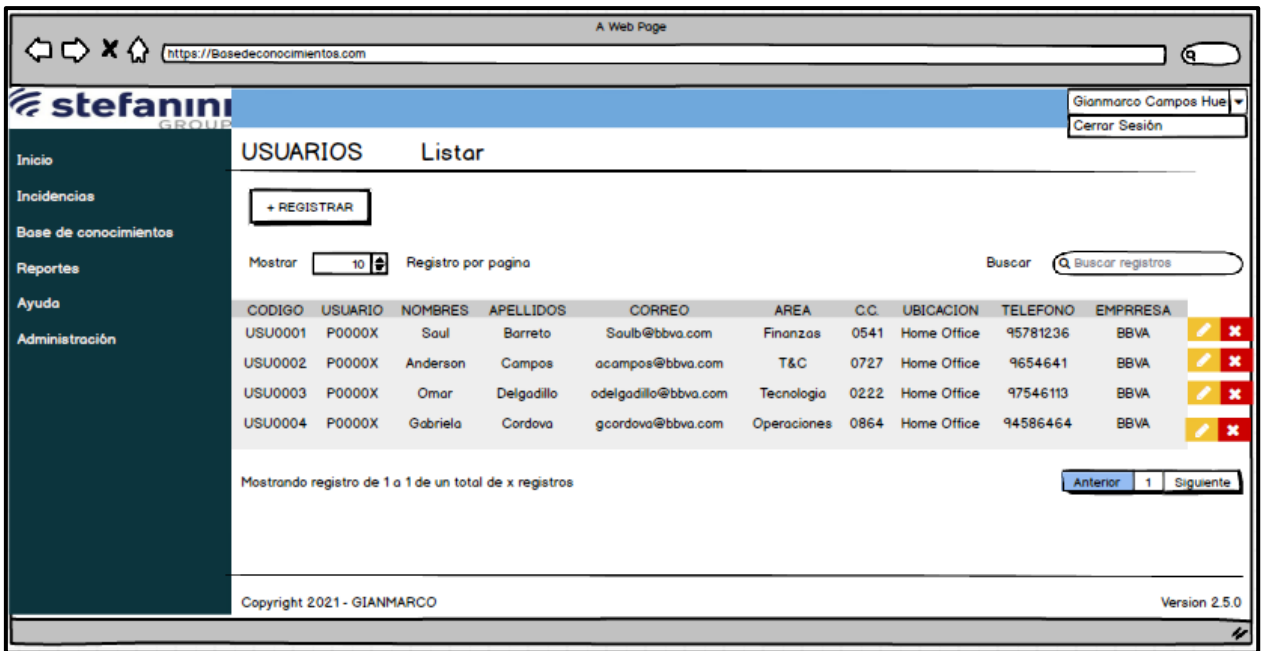 A Web Page
https://Basedeconocimientos.com
stefanini
GROUP
Gianmarco Campos Hue
Cerrar Sesión
Inicio
Incidencias
Base de conocimientos
Reportes
Ayuda
Administración
USUARIOS Listar
+ REGISTRAR
Mostrar 10 Registro por pagina Buscar Buscar registros
CODIGO USUARIO NOMBRES APELLIDOS CORREO AREA C.C. UBICACION TELEFONO EMPRRESA
USU0001 P0000X Saul Barreto Saulb@bbva.com Finanzas 0541 Home Office 95781236 BBVA
USU0002 P0000X Anderson Campos acampos@bbva.com T&C 0727 Home Office 9654641 BBVA
USU0003 P0000X Omar Delgadillo odelgadillo@bbva.com Tecnologia 0222 Home Office 97546113 BBVA
USU0004 P0000X Gabriela Cordova gcordova@bbva.com Operaciones 0864 Home Office 94586464 BBVA
Mostrando registro de 1 a 1 de un total de x registros Anterior 1 Siguiente
Copyright 2021 - GIANMARCO Version 2.5.0